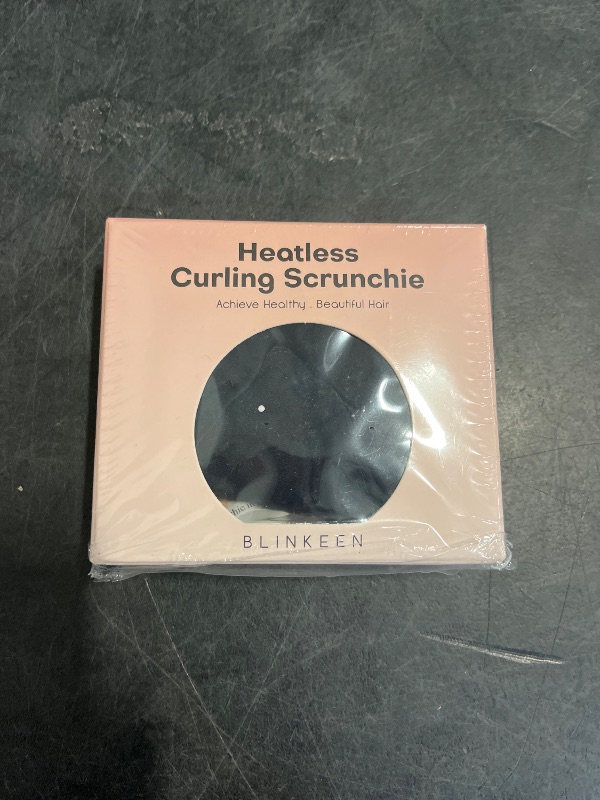 Heatless
Curling Scrunchie
Achieve Healthy . Beautiful Hair
BLINKEEN